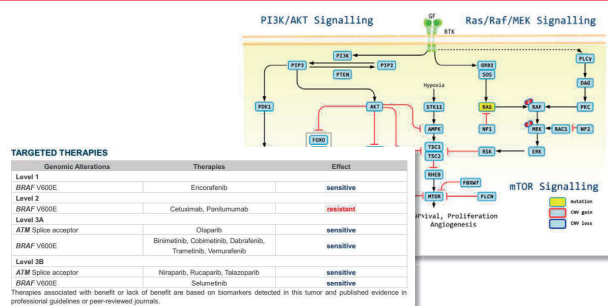 PI3K/AKT Signalling
GF
Ras/Raf/MEK Signalling
RTK
PI3K
PIP3
PIP2
PTEN
GRB2
SOS
PLCγ
DAG
Hypoxia
PDK1
AKT
STK11
RAS
RAF
PKC
FOXO
AMPK
NF1
MEK
RAC1
NF2
TSC1
TSC2
RSK
ERK
RHEB
FBXW7
MTOR
FLCN
mTOR Signalling
Survival, Proliferation
Angiogenesis
mutation
CNV gain
CNV loss
TARGETED THERAPIES
Genomic Alterations Therapies Effect
Level 1
BRAF V600E Encorafenib sensitive
Level 2
BRAF V600E Cetuximab, Panitumumab resistant
Level 3A
ATM Splice acceptor Olaparib sensitive
BRAF V600E Binimetinib, Cobimetinib, Dabrafenib, sensitive
Trametinib, Vemurafenib
Level 3B
ATM Splice acceptor Niraparib, Rucaparib, Talazoparib sensitive
BRAF V600E Selumetinib sensitive
Therapies associated with benefit or lack of benefit are based on biomarkers detected in this tumor and published evidence in
professional guidelines or peer-reviewed journals.